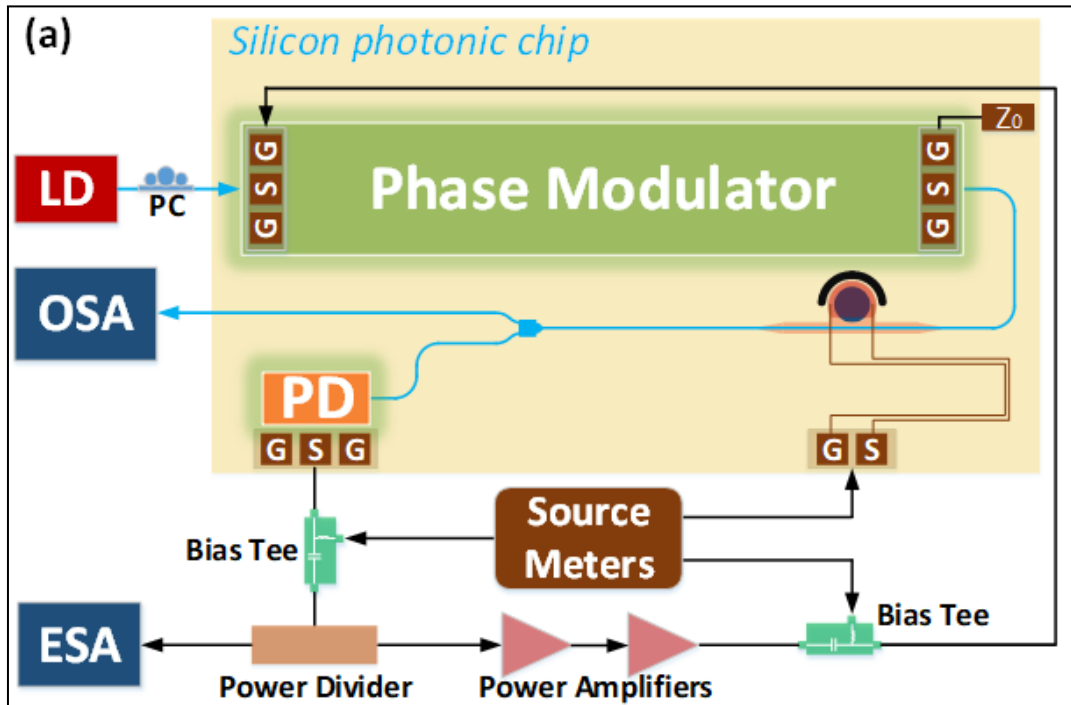 (a)
Silicon photonic chip
G
S
G
Phase Modulator
G
S
G
Z0
LD
PC
OSA
PD
G S G
G S
Source
Meters
Bias Tee
Bias Tee
ESA
Power Divider
Power Amplifiers